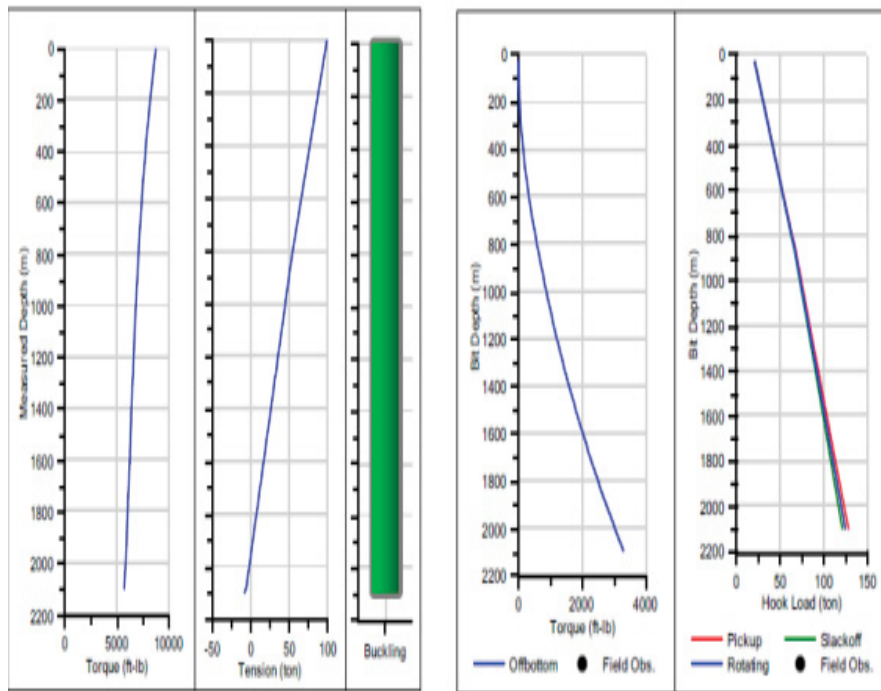 Measured Depth (m)
0
200
400
600
800
1000
1200
1400
1600
1800
2000
2200
0 5000 10000
Torque (ft-lb)
-50 0 50 100
Tension (ton)
Buckling
Bit Depth (m)
0
200
400
600
800
1000
1200
1400
1600
1800
2000
2200
0 2000 4000
Torque (ft-lb)
Offbottom Field Obs.
Bit Depth (m)
0
200
400
600
800
1000
1200
1400
1600
1800
2000
2200
0 50 100 150
Hook Load (ton)
Pickup Slackoff
Rotating Field Obs.